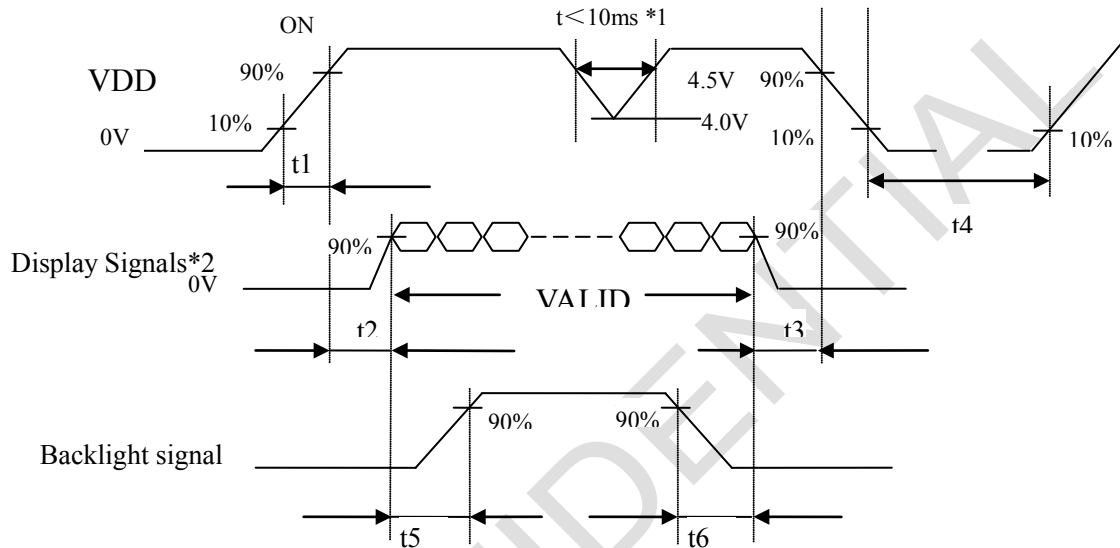 ON
t＜10ms *1
VDD
90%
10%
0V
4.5V
4.0V
90%
10%
10%
t1
t4
Display Signals*2
0V
90%
90%
VALID
t2
t3
Backlight signal
90%
90%
t5
t6